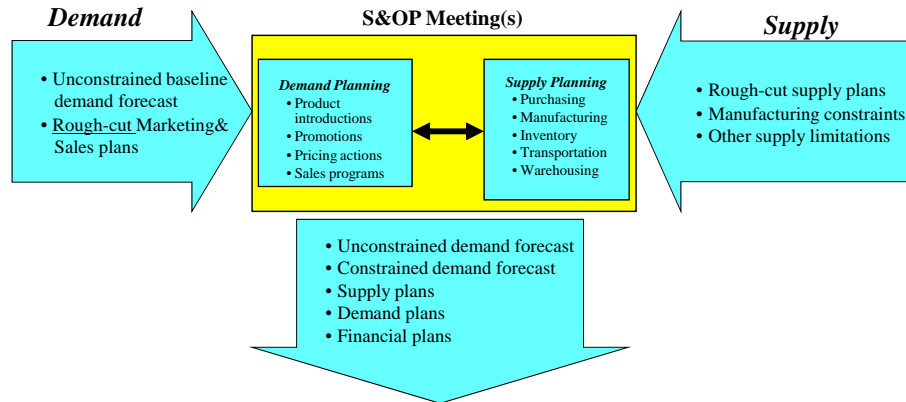 Demand
S&OP Meeting(s)
Supply
• Unconstrained baseline
demand forecast
• Rough-cut Marketing&
Sales plans
Demand Planning
• Product
introductions
• Promotions
• Pricing actions
• Sales programs
Supply Planning
• Purchasing
• Manufacturing
• Inventory
• Transportation
• Warehousing
• Rough-cut supply plans
• Manufacturing constraints
• Other supply limitations
• Unconstrained demand forecast
• Constrained demand forecast
• Supply plans
• Demand plans
• Financial plans